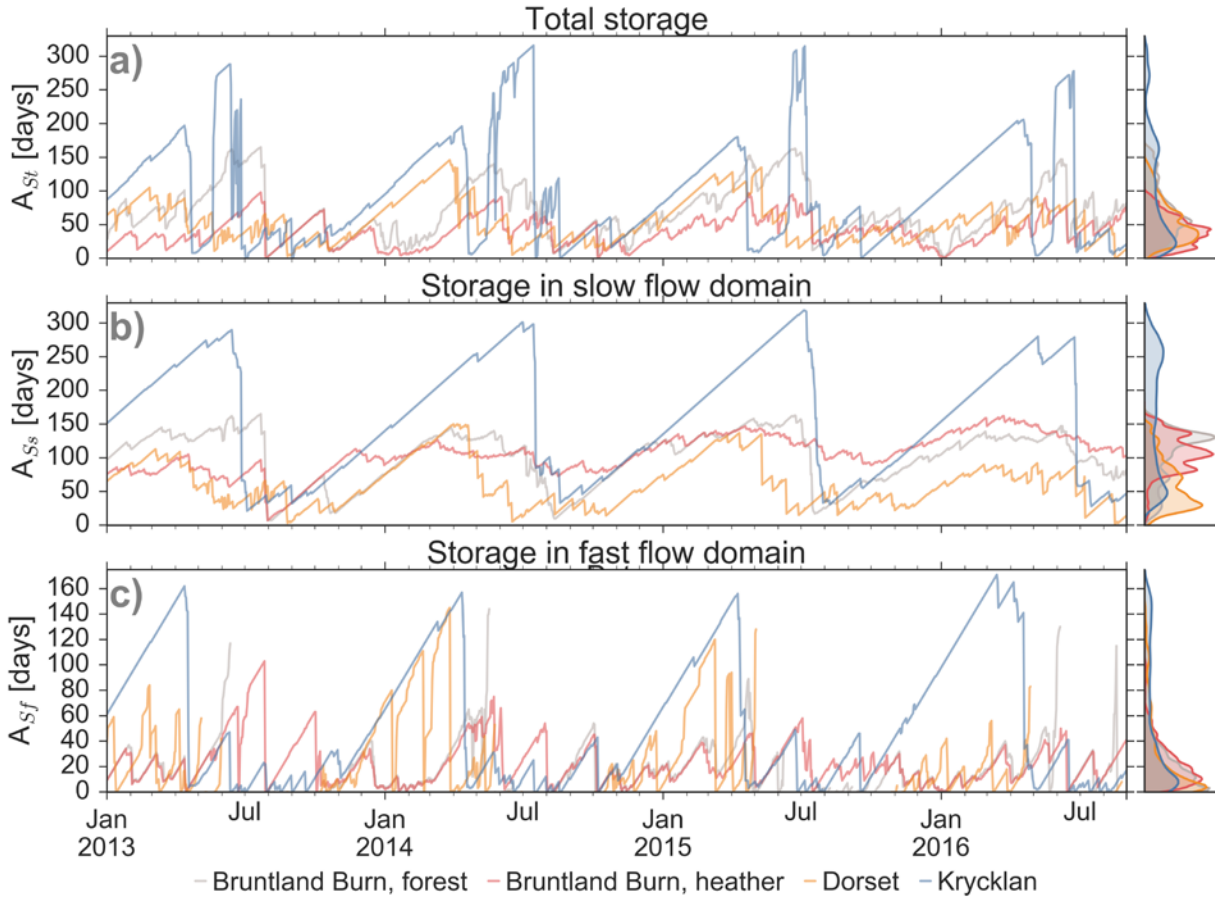 Total storage
a)
300
250
200
150
100
50
0
A_St [days]
Storage in slow flow domain
b)
300
250
200
150
100
50
0
A_Ss [days]
Storage in fast flow domain
c)
160
140
120
100
80
60
40
20
0
A_Sf [days]
Jan Jul Jan Jul Jan Jul Jan Jul
2013 2014 2015 2016
Bruntland Burn, forest Bruntland Burn, heather Dorset Krycklan